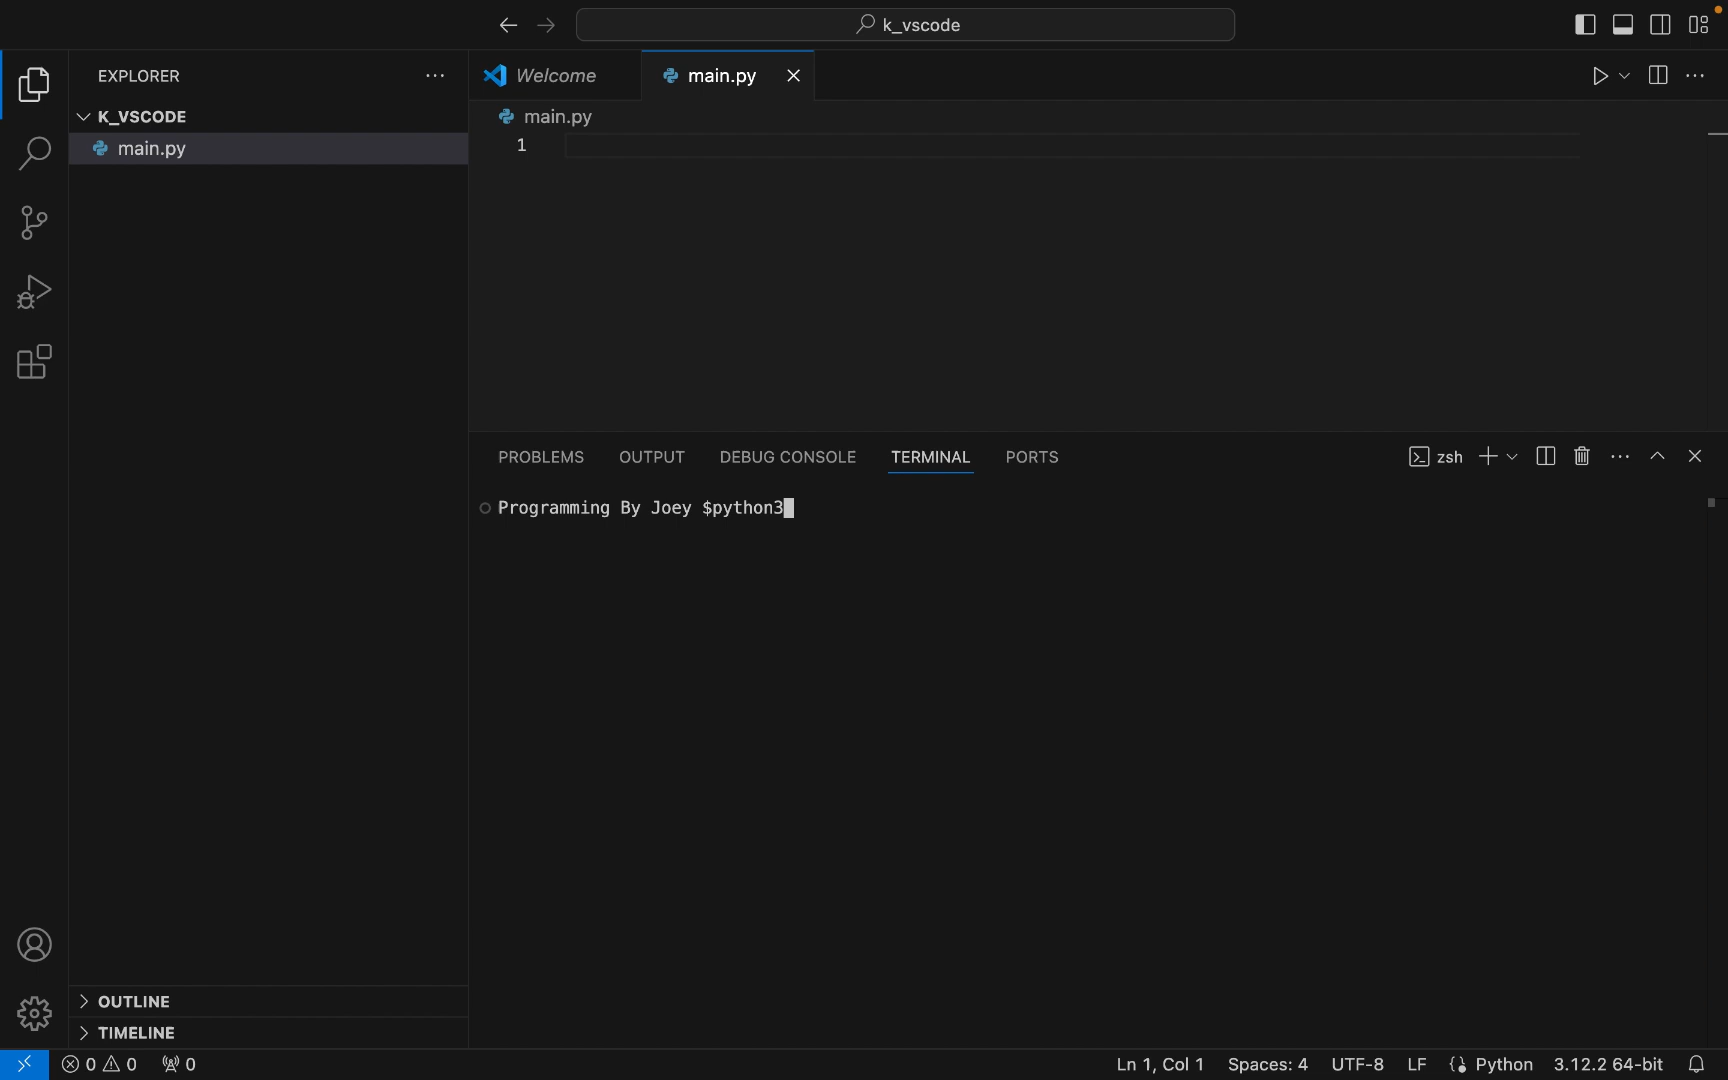 k_vscode
EXPLORER
Welcome
main.py
K_VSCODE
main.py
main.py
1
PROBLEMS OUTPUT DEBUG CONSOLE TERMINAL PORTS
zsh
Programming By Joey $python3
OUTLINE
TIMELINE
0 0 0 Ln 1, Col 1 Spaces: 4 UTF-8 LF Python 3.12.2 64-bit